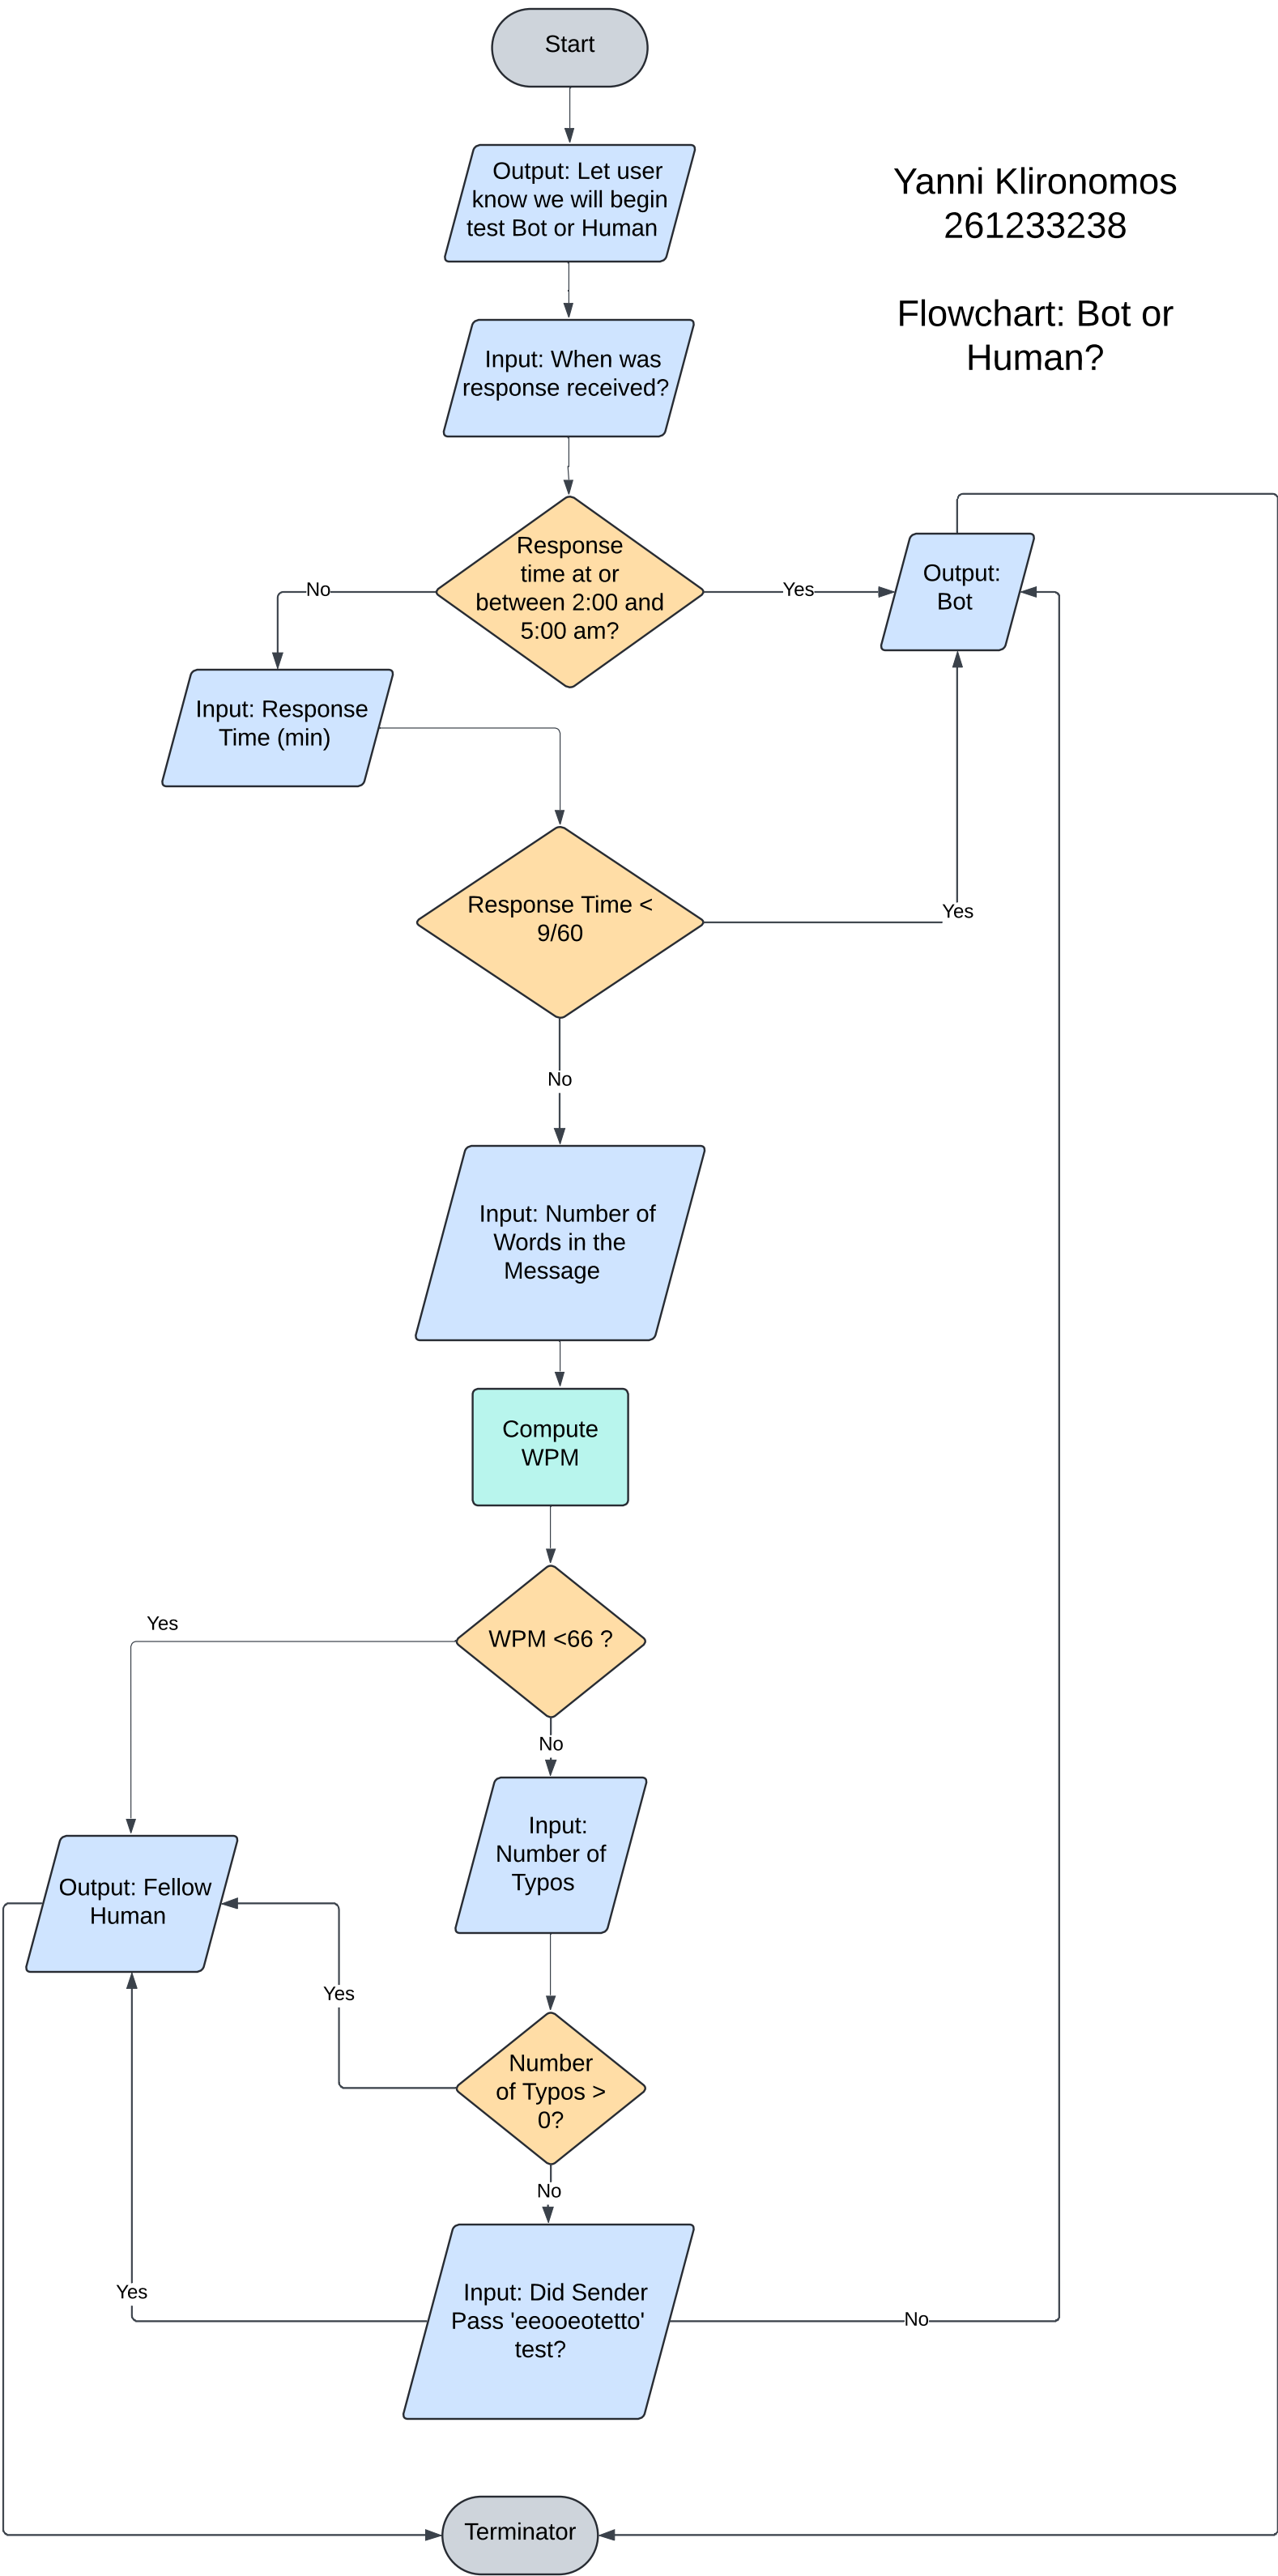 Start
Output: Let user
know we will begin
test Bot or Human
Yanni Klironomos
261233238
Flowchart: Bot or
Human?
Input: When was
response received?
Response
time at or
between 2:00 and
5:00 am?
No
Yes
Output:
Bot
Input: Response
Time (min)
Response Time <
9/60
Yes
No
Input: Number of
Words in the
Message
Compute
WPM
WPM <66 ?
Yes
No
Input:
Number of
Typos
Output: Fellow
Human
Yes
Number
of Typos >
0?
No
Input: Did Sender
Pass 'eeooeotetto'
test?
Yes
No
Terminator